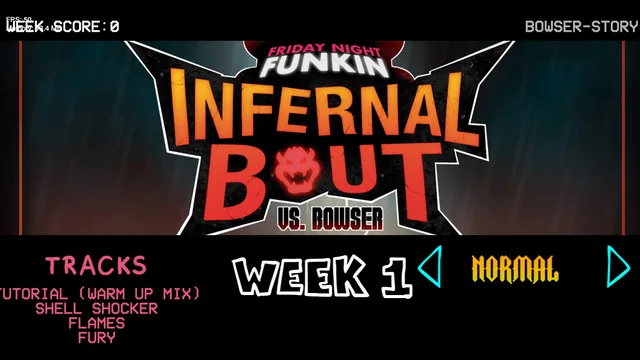 WEEK SCORE:0
BOWSER-STORY
FRIDAY NIGHT
FUNKIN
INFERNAL
BOUT
VS. BOWSER
TRACKS
TUTORIAL (WARM UP MIX)
SHELL SHOCKER
FLAMES
FURY
WEEK 1
NORMAL